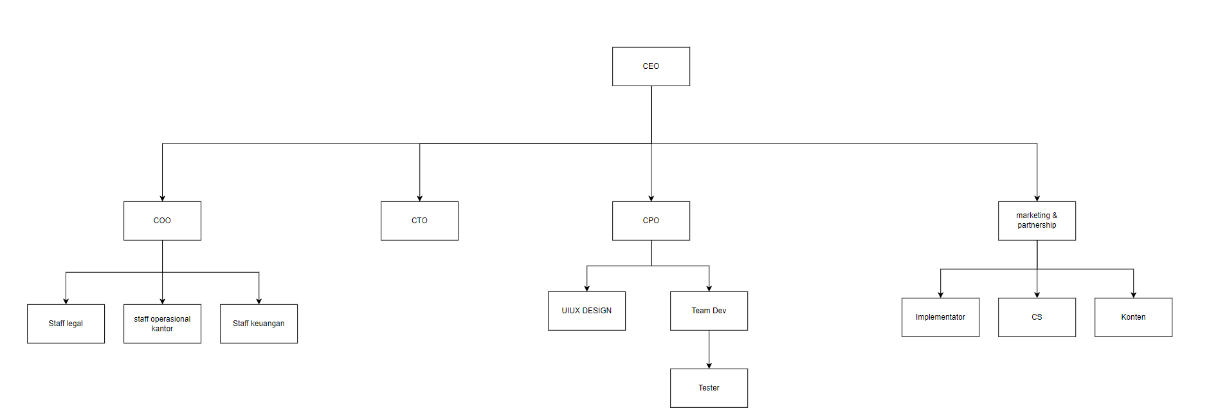 CEO
COO
CTO
CPO
marketing &
partnership
Staff legal
staff operasional
kantor
Staff keuangan
UIUX DESIGN
Team Dev
Implementator
CS
Konten
Tester